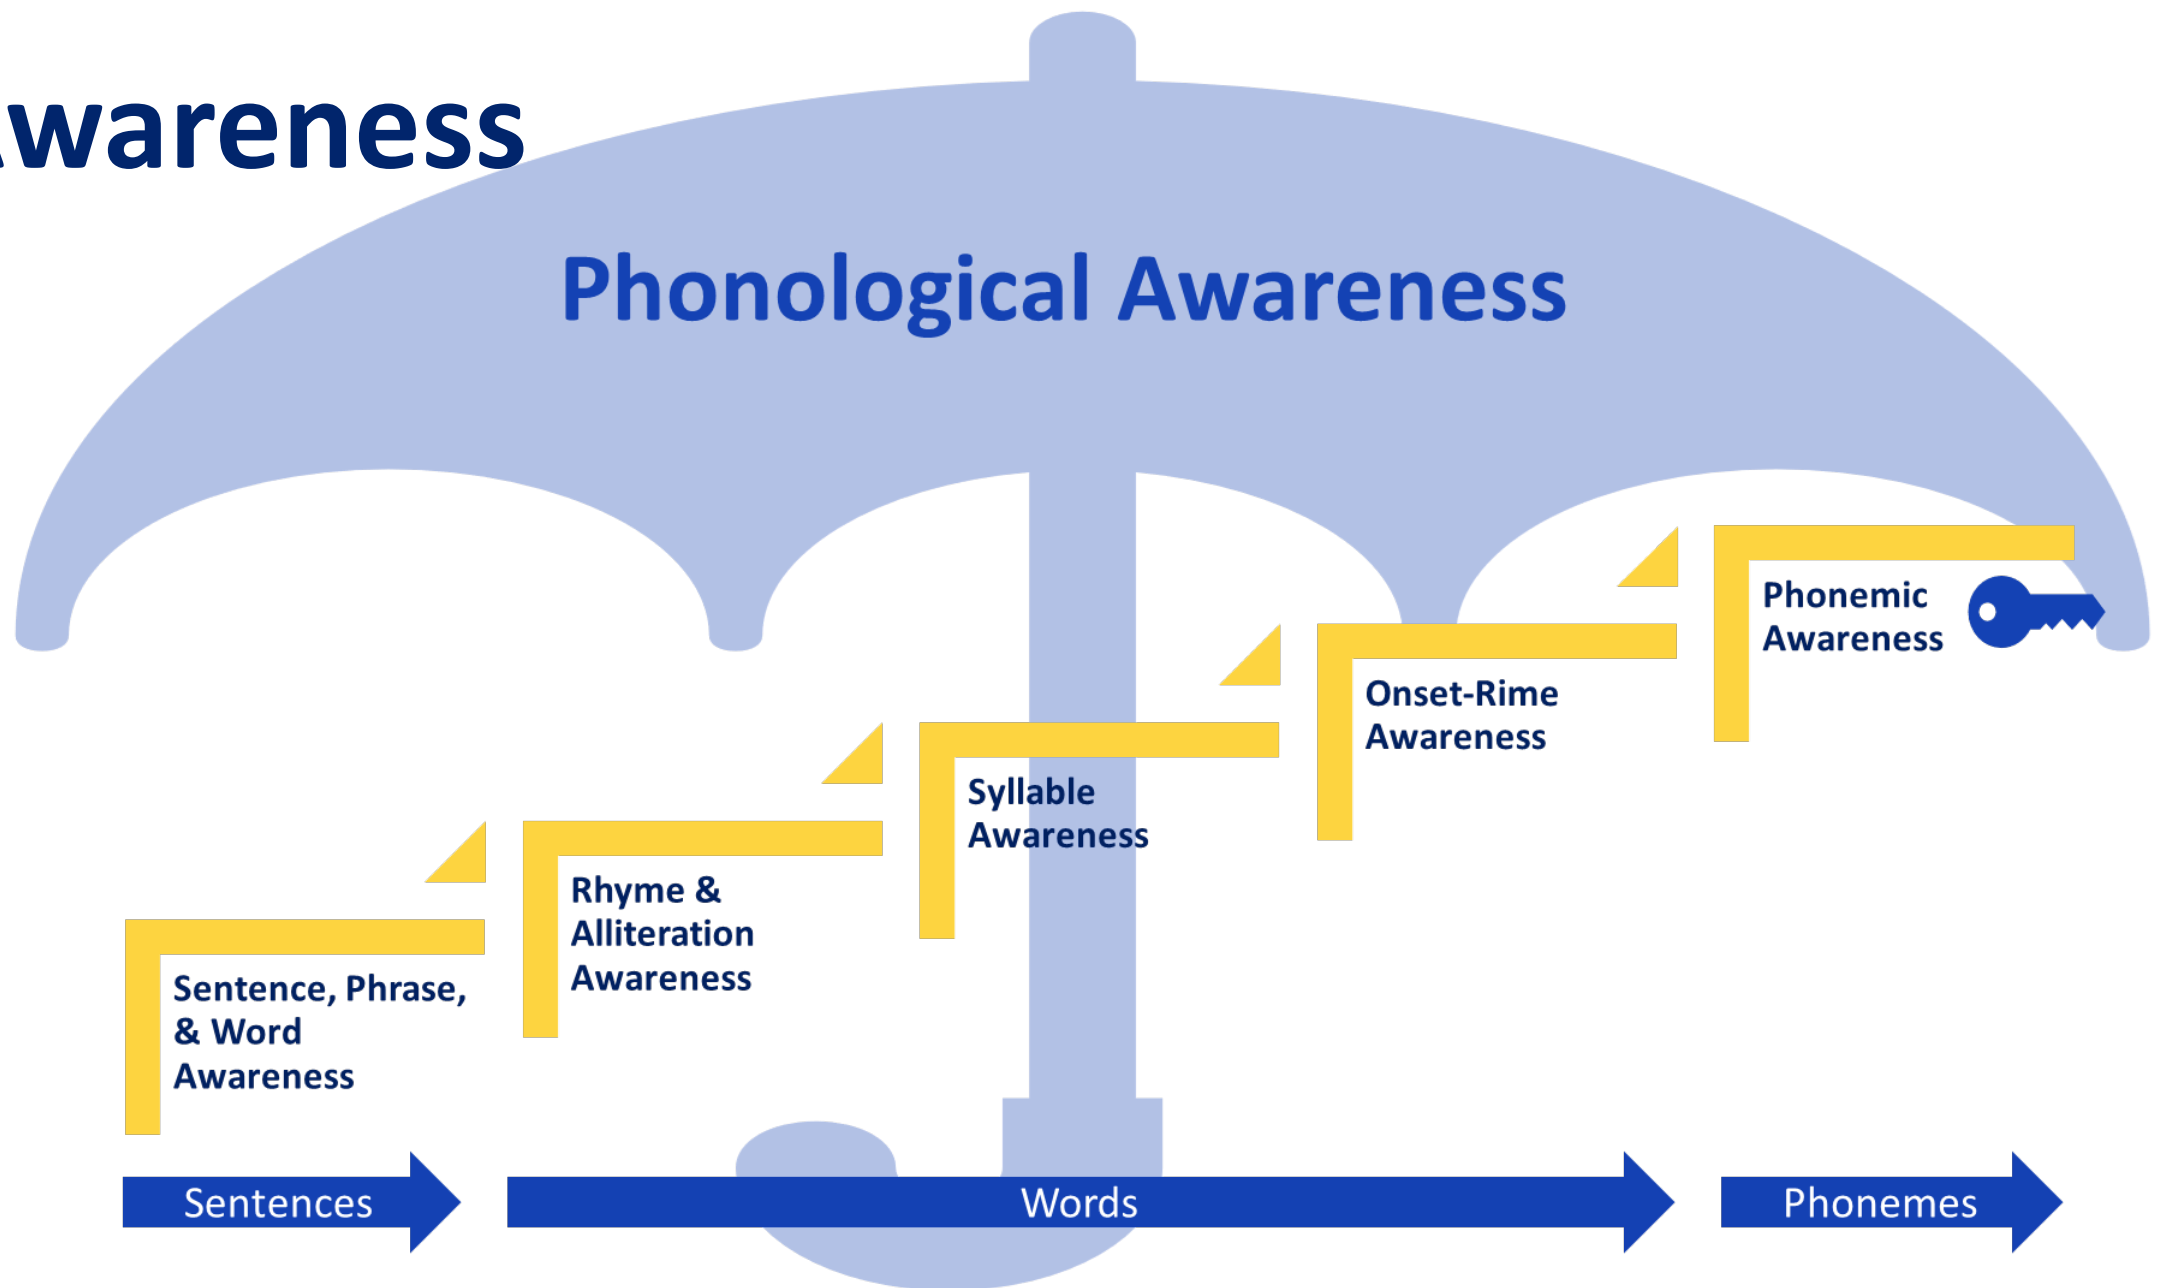 wareness
Phonological Awareness
Phonemic
Awareness
Onset-Rime
Awareness
Syllable
Awareness
Rhyme &
Alliteration
Awareness
Sentence, Phrase,
& Word
Awareness
Sentences
Words
Phonemes